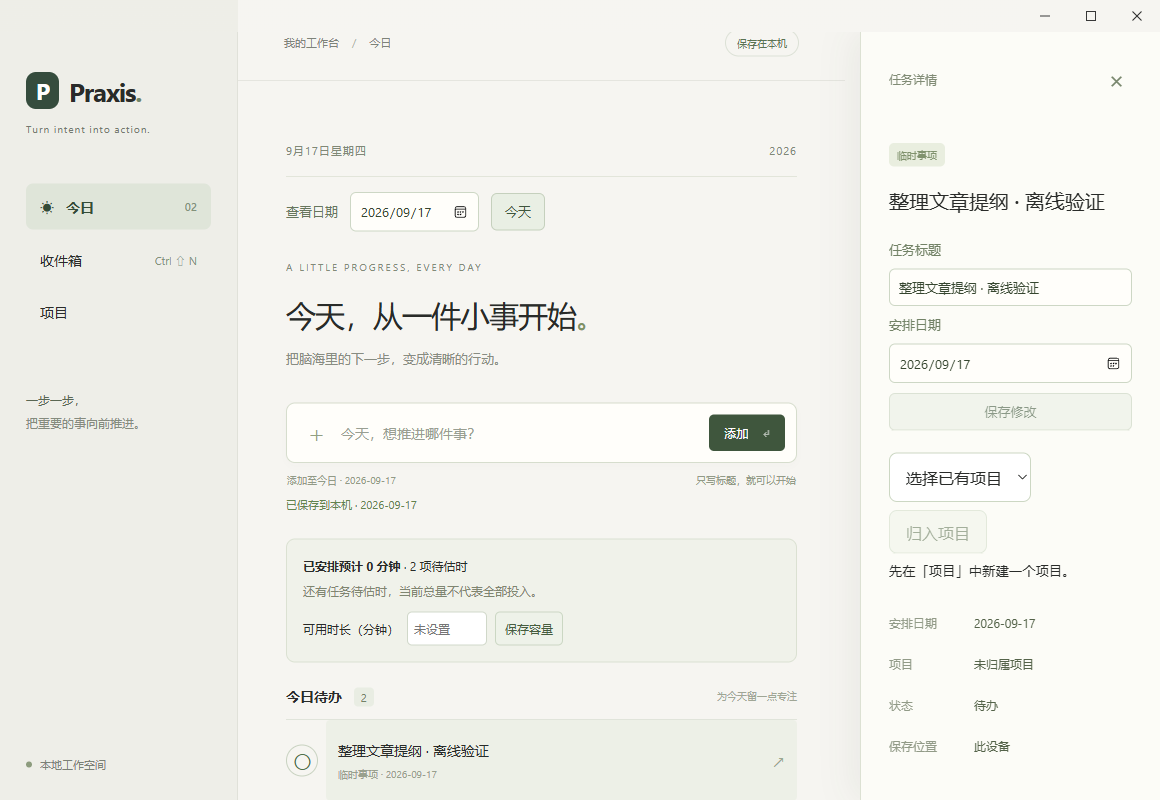 P Praxis.
Turn intent into action.
今日 02
收件箱 Ctrl ⇧ N
项目
一步一步，
把重要的事向前推进。
本地工作空间
我的工作台 / 今日
保存在本机
9月17日星期四 2026
查看日期 2026/09/17 今天
A LITTLE PROGRESS, EVERY DAY
今天，从一件小事开始。
把脑海里的下一步，变成清晰的行动。
＋ 今天，想推进哪件事？ 添加 ↲
添加至今日 · 2026-09-17 只写标题，就可以开始
已保存到本机 · 2026-09-17
已安排预计 0 分钟 · 2 项待估时
还有任务待估时，当前总量不代表全部投入。
可用时长（分钟） 未设置 保存容量
今日待办 2 为今天留一点专注
整理文章提纲 · 离线验证
临时事项 · 2026-09-17 ↗
任务详情
临时事项
整理文章提纲 · 离线验证
任务标题
整理文章提纲 · 离线验证
安排日期
2026/09/17
保存修改
选择已有项目
归入项目
先在「项目」中新建一个项目。
安排日期 2026-09-17
项目 未归属项目
状态 待办
保存位置 此设备